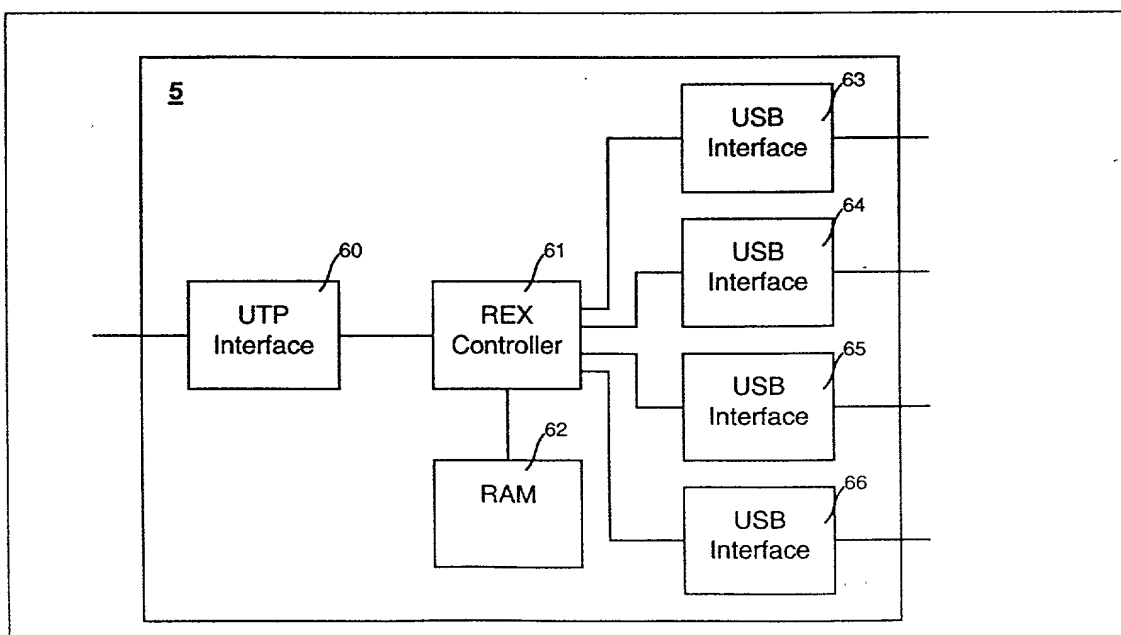 5
63
USB
Interface
64
USB
Interface
60
UTP
Interface
61
REX
Controller
65
USB
Interface
62
RAM
66
USB
Interface